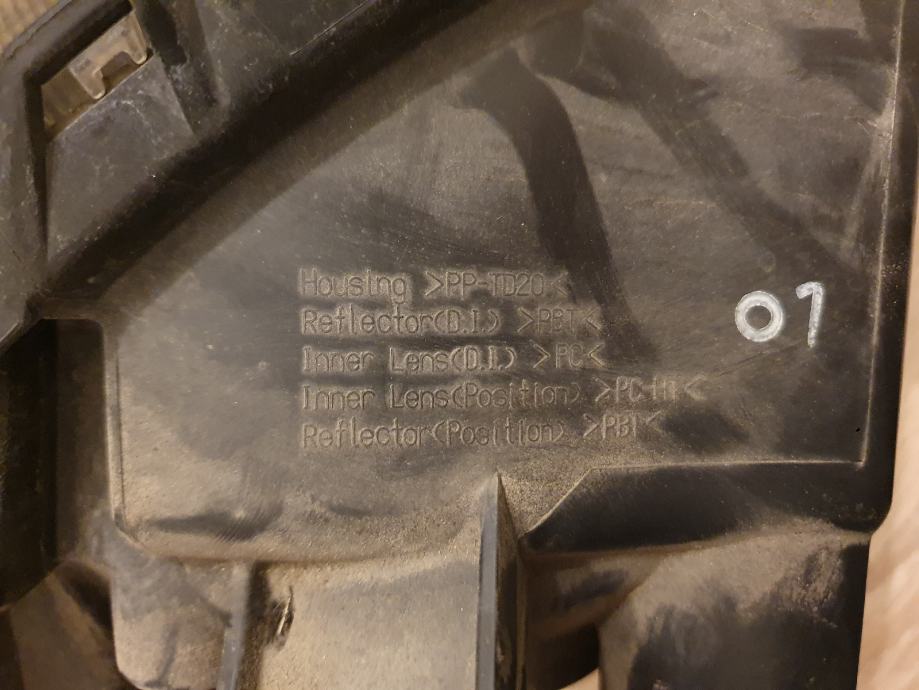 Housing >PP-TD20<
Reflector(D.I.) >PBT<
Inner Lens(D.I.) >PC<
Inner Lens(Position) >PC-HT<
Reflector(Position) >PBT<
01